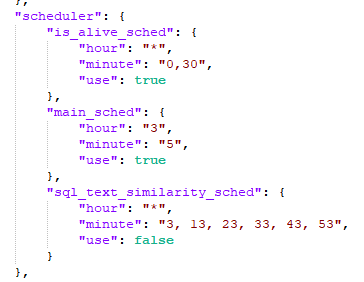 },
"scheduler": {
"is_alive_sched": {
"hour": "*",
"minute": "0,30",
"use": true
},
"main_sched": {
"hour": "3",
"minute": "5",
"use": true
},
"sql_text_similarity_sched": {
"hour": "*",
"minute": "3, 13, 23, 33, 43, 53",
"use": false
}
},